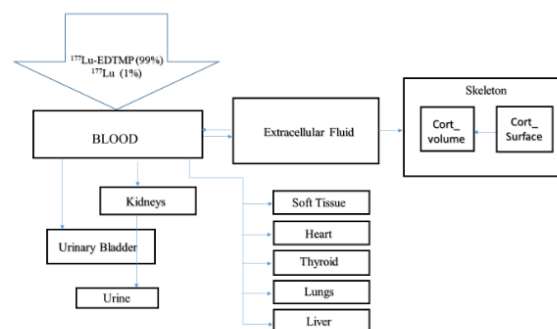 ¹⁷⁷Lu-EDTMP (99%)
¹⁷⁷Lu (1%)
BLOOD
Extracellular Fluid
Skeleton
Cort_
volume
Cort_
Surface
Kidneys
Urinary Bladder
Urine
Soft Tissue
Heart
Thyroid
Lungs
Liver